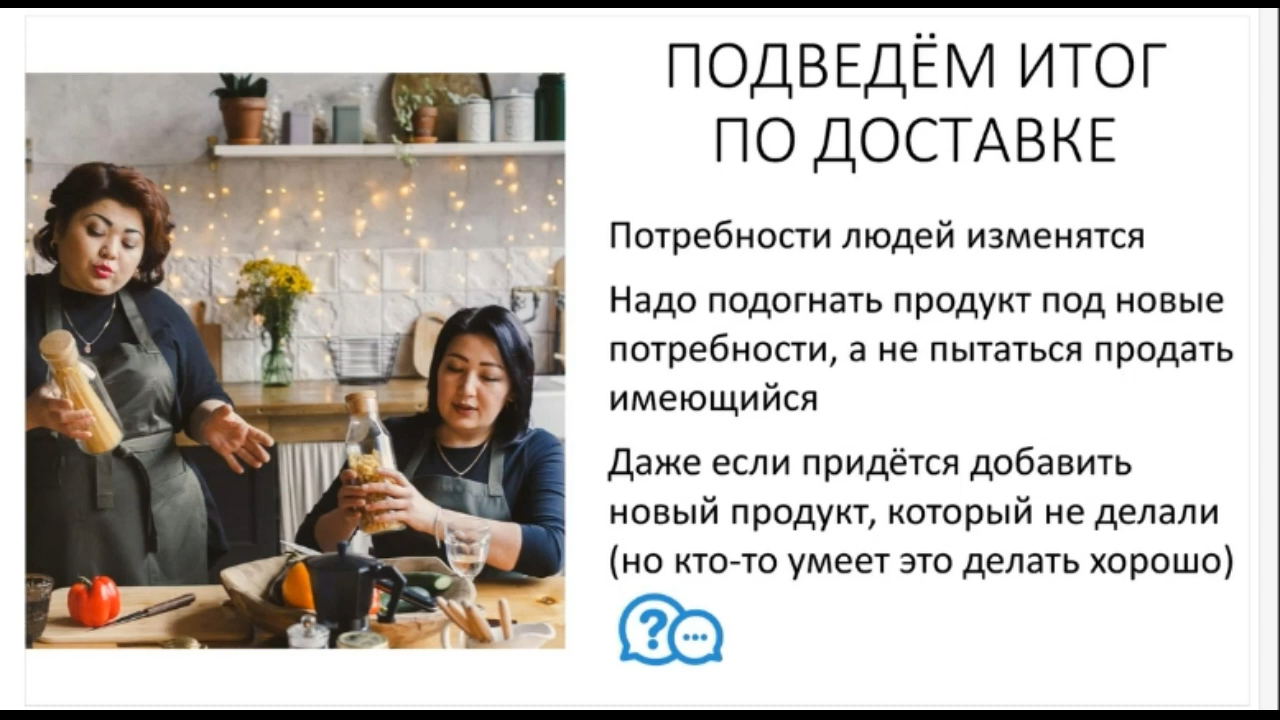 ПОДВЕДЁМ ИТОГ
ПО ДОСТАВКЕ
Потребности людей изменятся
Надо подогнать продукт под новые
потребности, а не пытаться продать
имеющийся
Даже если придётся добавить
новый продукт, который не делали
(но кто-то умеет это делать хорошо)